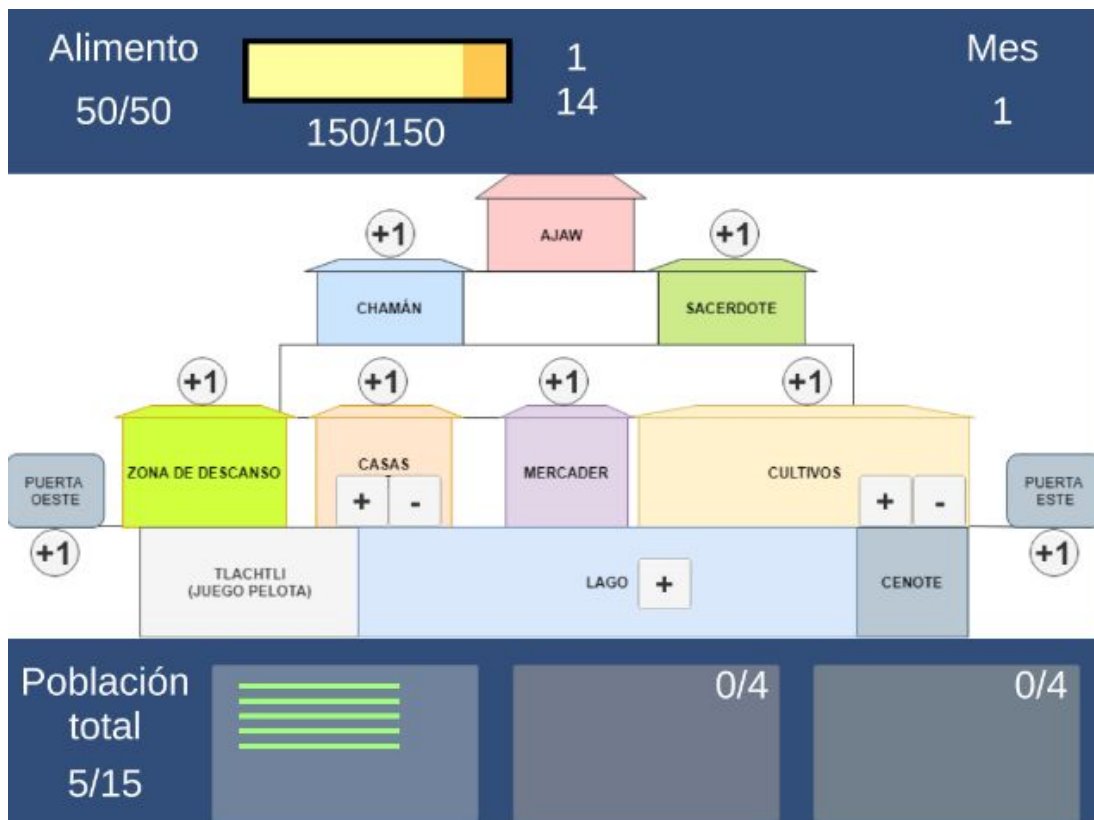 Alimento
50/50
150/150
1
14
Mes
1
AJAW
+1
+1
CHAMÁN
SACERDOTE
+1
+1
+1
+1
ZONA DE DESCANSO
CASAS
+ -
MERCADER
CULTIVOS
+ -
PUERTA
OESTE
+1
PUERTA
ESTE
+1
TLACHTLI
(JUEGO PELOTA)
LAGO +
CENOTE
Población
total
5/15
0/4
0/4